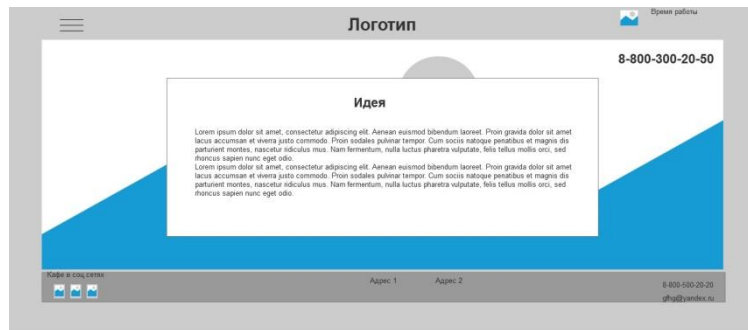 Логотип
Время работы
8-800-300-20-50
Идея
Lorem ipsum dolor sit amet, consectetur adipiscing elit. Aenean euismod bibendum laoreet. Proin gravida dolor sit amet
lacus accumsan et viverra justo commodo. Proin sodales pulvinar tempor. Cum sociis natoque penatibus et magnis dis
parturient montes, nascetur ridiculus mus. Nam fermentum, nulla luctus pharetra vulputate, felis tellus mollis orci, sed
rhoncus sapien nunc eget odio.
Lorem ipsum dolor sit amet, consectetur adipiscing elit. Aenean euismod bibendum laoreet. Proin gravida dolor sit amet
lacus accumsan et viverra justo commodo. Proin sodales pulvinar tempor. Cum sociis natoque penatibus et magnis dis
parturient montes, nascetur ridiculus mus. Nam fermentum, nulla luctus pharetra vulputate, felis tellus mollis orci, sed
rhoncus sapien nunc eget odio.
Кафе в соц сетях
Адрес 1
Адрес 2
8-800-500-20-20
gfhg@yandex.ru